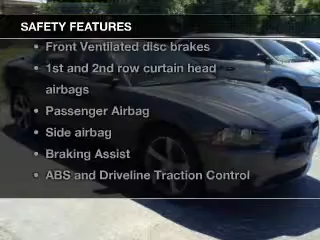 SAFETY FEATURES
• Front Ventilated disc brakes
• 1st and 2nd row curtain head
airbags
• Passenger Airbag
• Side airbag
• Braking Assist
• ABS and Driveline Traction Control